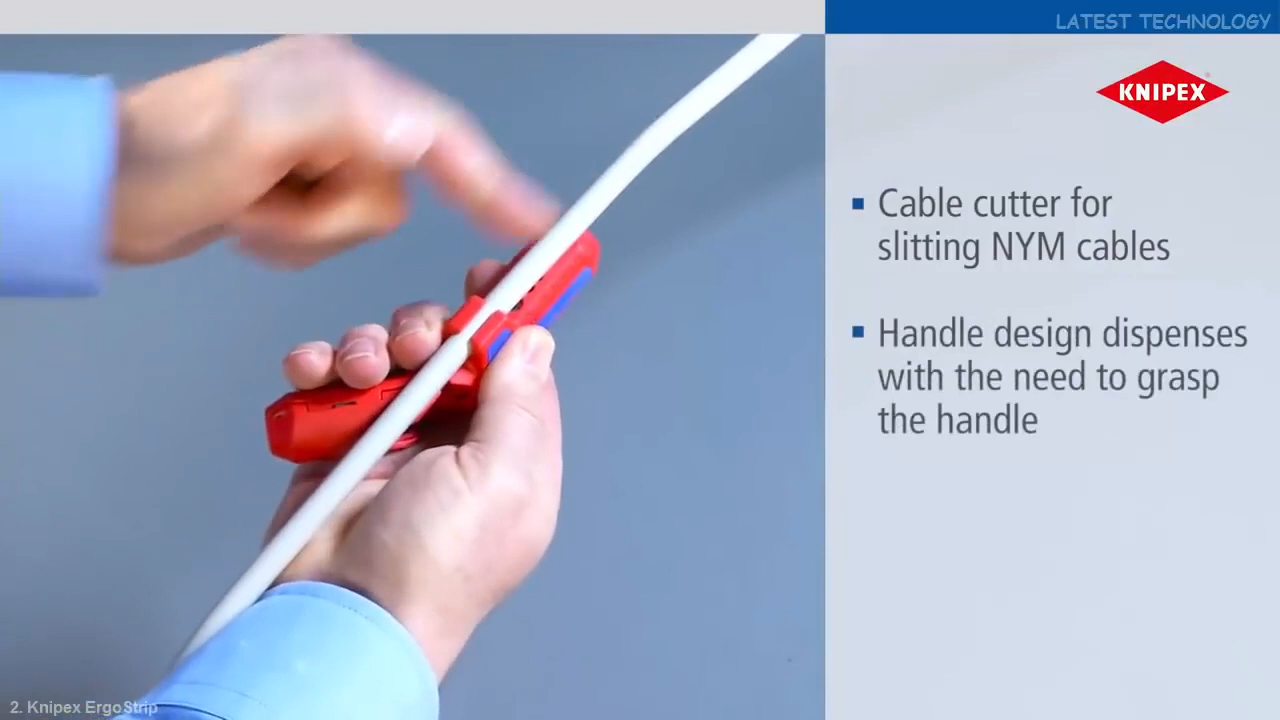 LATEST TECHNOLOGY
KNIPEX
Cable cutter for
slitting NYM cables
Handle design dispenses
with the need to grasp
the handle
2. Knipex ErgoStrip